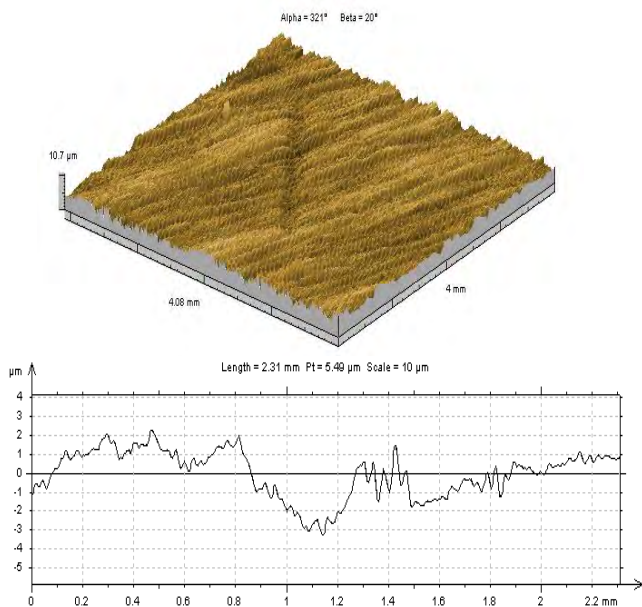 Alpha = 321° Beta = 20°
10.7 µm
4.08 mm
4 mm
µm
Length = 2.31 mm Pt = 5.49 µm Scale = 10 µm
4
3
2
1
0
-1
-2
-3
-4
-5
0 0.2 0.4 0.6 0.8 1.0 1.2 1.4 1.6 1.8 2 2.2 mm